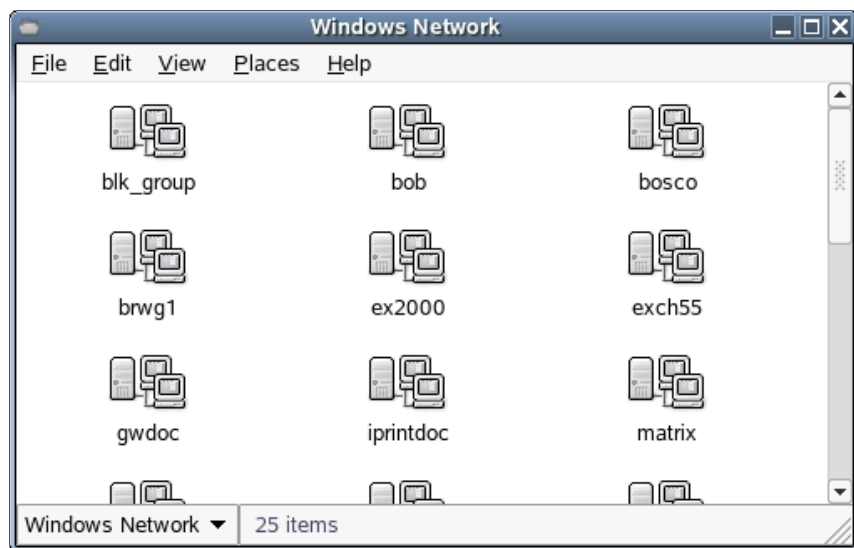 Windows Network
File Edit View Places Help
blk_group bob bosco
brwg1 ex2000 exch55
gwdoc iprintdoc matrix
Windows Network 25 items